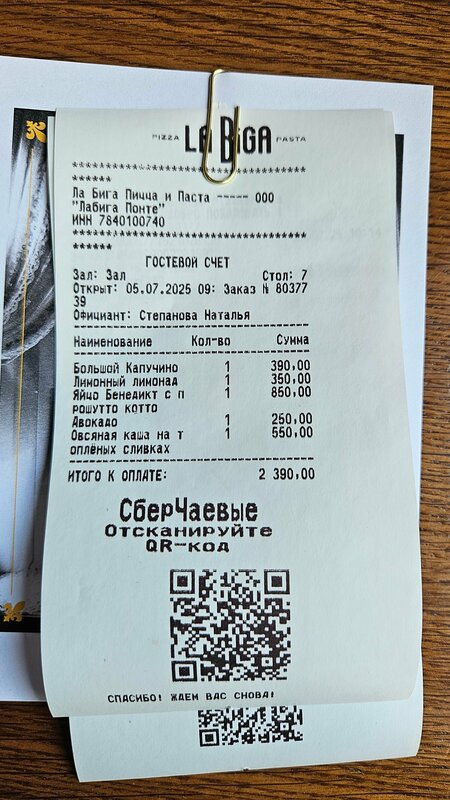 PIZZA LA BIGA PASTA
************************************
******
Ла Бига Пицца и Паста ----- ООО
"Лабига Понте"
ИНН 7840100740
************************************
******
ГОСТЕВОЙ СЧЕТ
Зал: Зал Стол: 7
Открыт: 05.07.2025 09: Заказ № 80377
39
Официант: Степанова Наталья
Наименование Кол-во Сумма
Большой Капучино 1 390,00
Лимонный лимонад 1 350,00
Яйцо Бенедикт с п 1 850,00
рошутто котто
Авокадо 1 250,00
Овсяная каша на т 1 550,00
оплёных сливках
ИТОГО К ОПЛАТЕ: 2 390,00
СберЧаевые
Отсканируйте
QR-код
СПАСИБО! ЖДЕМ ВАС СНОВА!